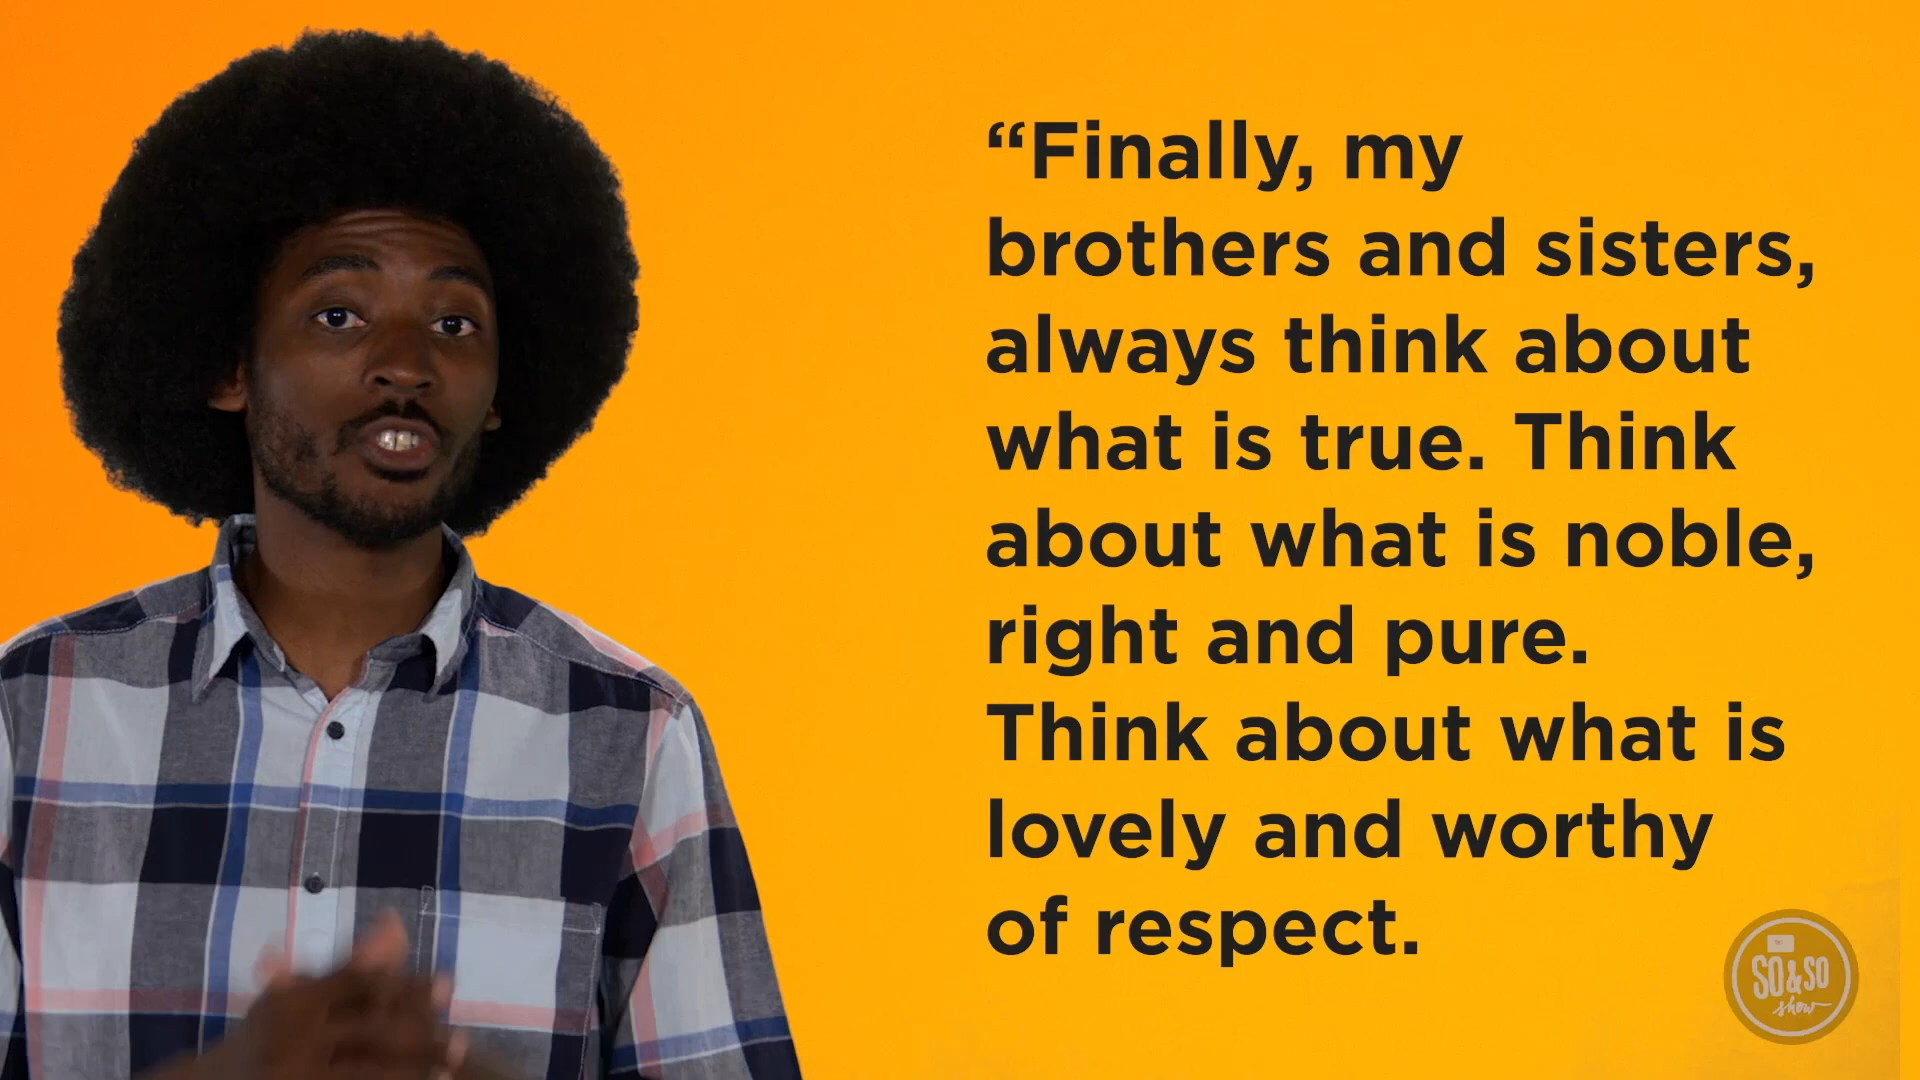 “Finally, my
brothers and sisters,
always think about
what is true. Think
about what is noble,
right and pure.
Think about what is
lovely and worthy
of respect.
SO & SO
show